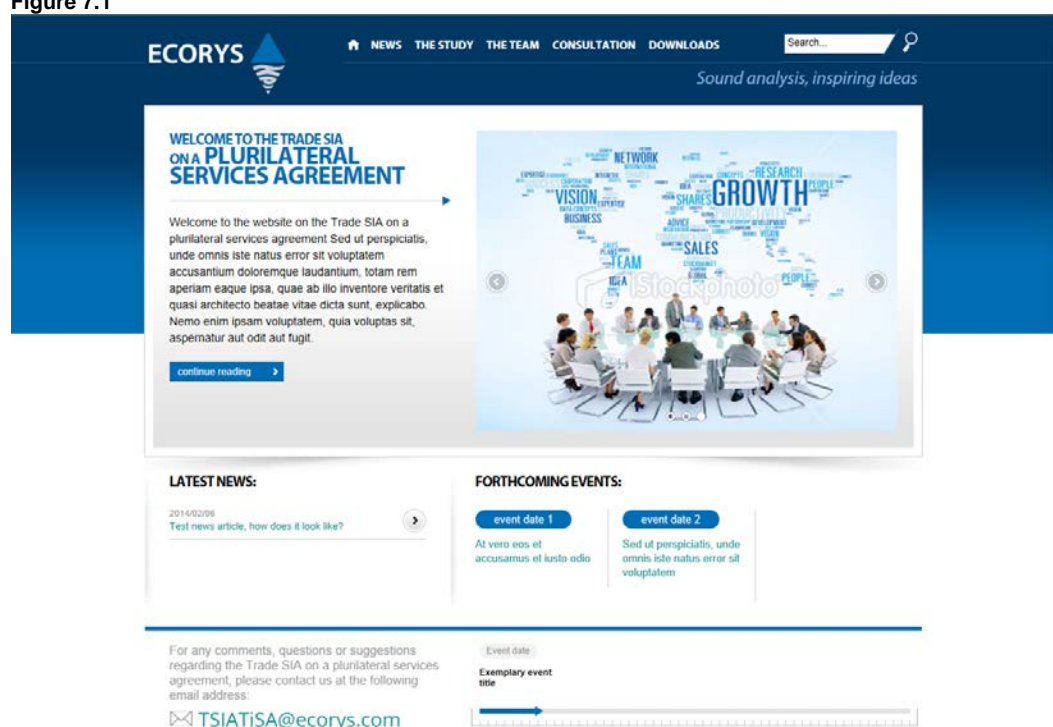 Figure 7.1
ECORYS
NEWS THE STUDY THE TEAM CONSULTATION DOWNLOADS
Search...
Sound analysis, inspiring ideas
WELCOME TO THE TRADE SIA
ON A PLURILATERAL
SERVICES AGREEMENT
Welcome to the website on the Trade SIA on a
plurilateral services agreement Sed ut perspiciatis,
unde omnis iste natus error sit voluptatem
accusantium doloremque laudantium, totam rem
aperiam eaque ipsa, quae ab illo inventore veritatis et
quasi architecto beatae vitae dicta sunt, explicabo.
Nemo enim ipsam voluptatem, quia voluptas sit,
aspernatur aut odit aut fugit.
continue reading
NETWORK
RESEARCH
GROWTH
PEOPLE
VISION
EXPERTISE
SHARES
BUSINESS
IDEA
ADVICE
SALES
TEAM
IDEA
PEOPLE
iStockphoto
LATEST NEWS:
2014/02/06
Test news article, how does it look like?
FORTHCOMING EVENTS:
event date 1
At vero eos et
accusamus et iusto odio
event date 2
Sed ut perspiciatis, unde
omnis iste natus error sit
voluptatem
For any comments, questions or suggestions
regarding the Trade SIA on a plurilateral services
agreement, please contact us at the following
email address:
TSIATiSA@ecorys.com
Event date
Exemplary event
title